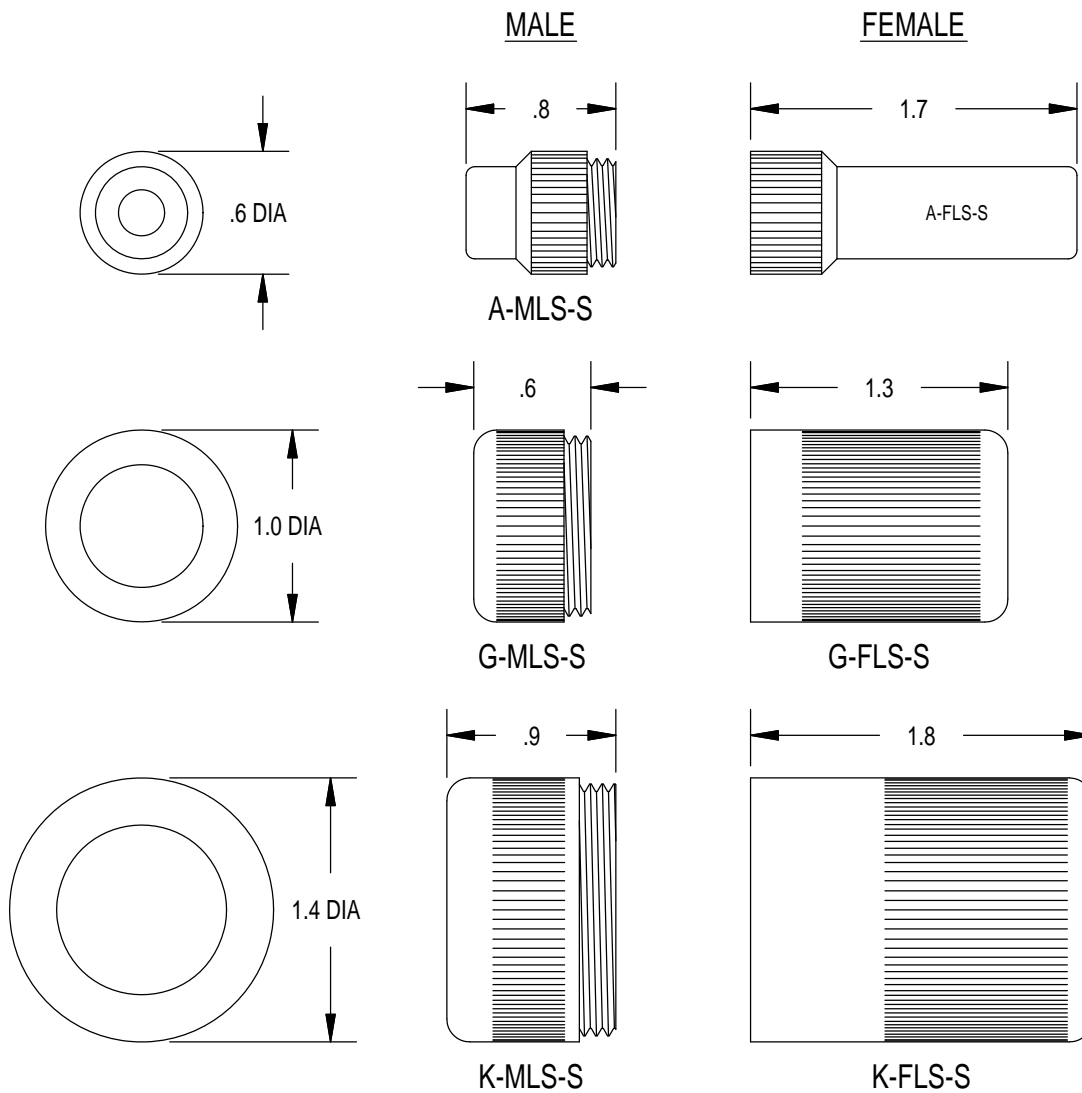 MALE
FEMALE
.8
1.7
.6 DIA
A-FLS-S
A-MLS-S
.6
1.3
1.0 DIA
G-MLS-S
G-FLS-S
.9
1.8
1.4 DIA
K-MLS-S
K-FLS-S